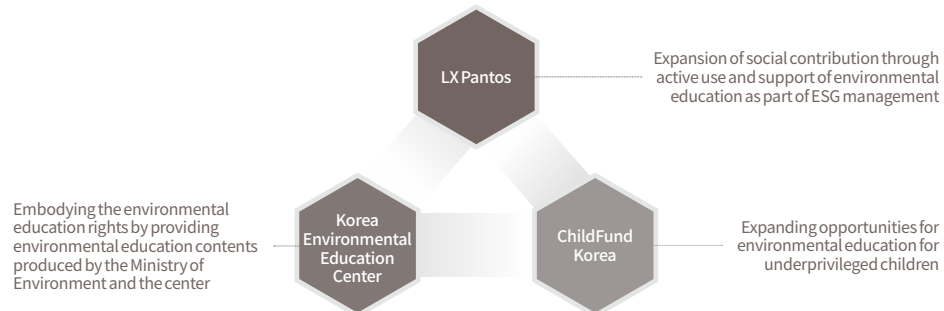 LX Pantos
Expansion of social contribution through
active use and support of environmental
education as part of ESG management
Embodying the environmental
education rights by providing
environmental education contents
produced by the Ministry of
Environment and the center
Korea
Environmental
Education
Center
ChildFund
Korea
Expanding opportunities for
environmental education for
underprivileged children